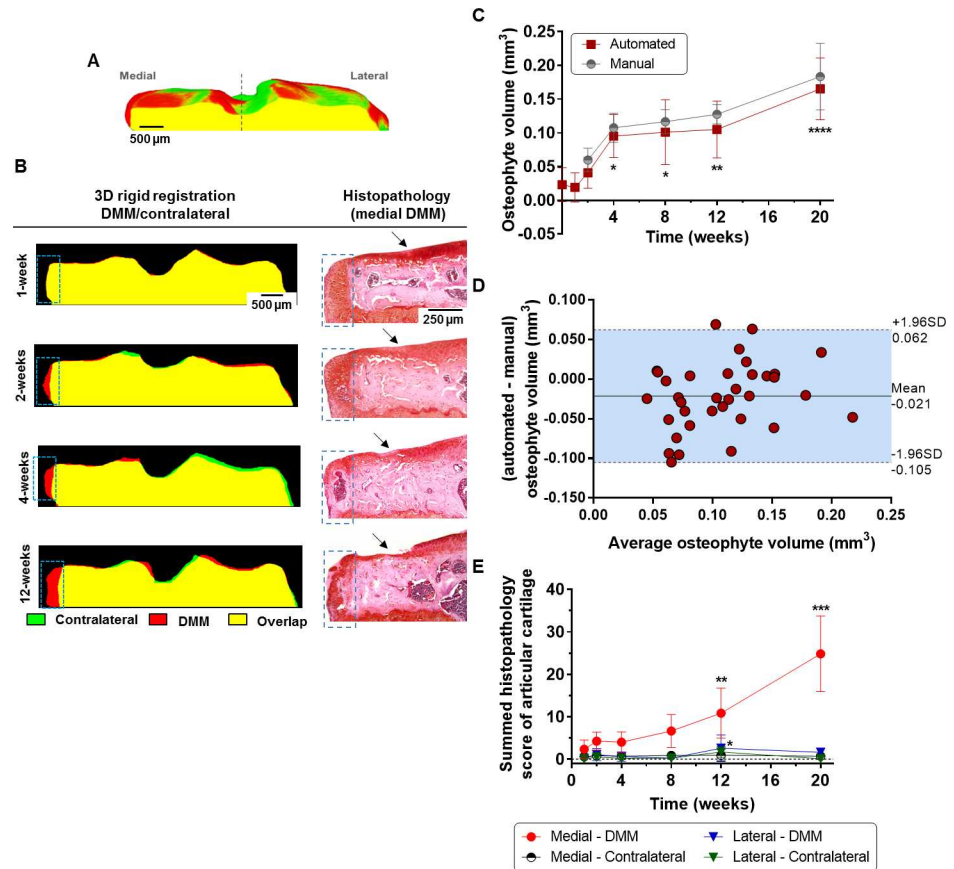 A
Medial
Lateral
500 µm
B
3D rigid registration
DMM/contralateral
Histopathology
(medial DMM)
1-week
500 µm
250 µm
2-weeks
4-weeks
12-weeks
Contralateral
DMM
Overlap
C
Osteophyte volume (mm³)
0.25
0.20
0.15
0.10
0.05
0.00
-0.05
Automated
Manual
*
*
**
****
4
8
12
16
20
Time (weeks)
D
(automated - manual)
osteophyte volume (mm³)
0.100
0.050
0.000
-0.050
-0.100
-0.150
+1.96SD
0.062
Mean
-0.021
-1.96SD
-0.105
0.00
0.05
0.10
0.15
0.20
0.25
Average osteophyte volume (mm³)
E
Summed histopathology
score of articular cartilage
40
30
20
10
0
**
*
***
0
4
8
12
16
20
Time (weeks)
Medial - DMM
Lateral - DMM
Medial - Contralateral
Lateral - Contralateral